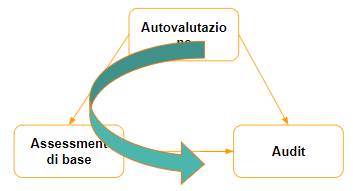 Autovalutazio
ne
Assessment
di base
Audit